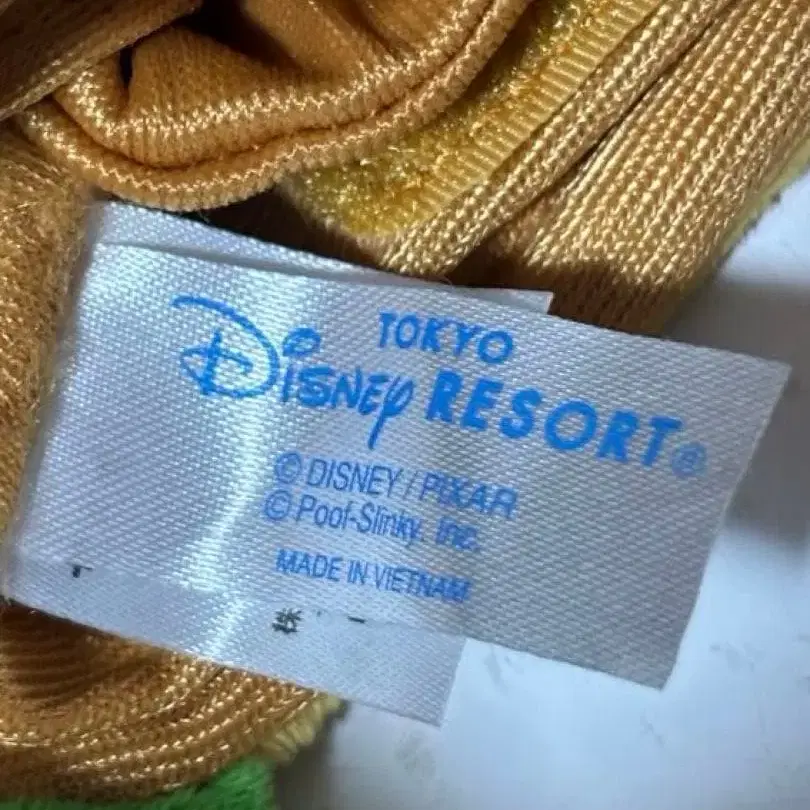 TOKYO
Disney RESORT®
© DISNEY / PIXAR
© Poof-Slinky, Inc.
MADE IN VIETNAM